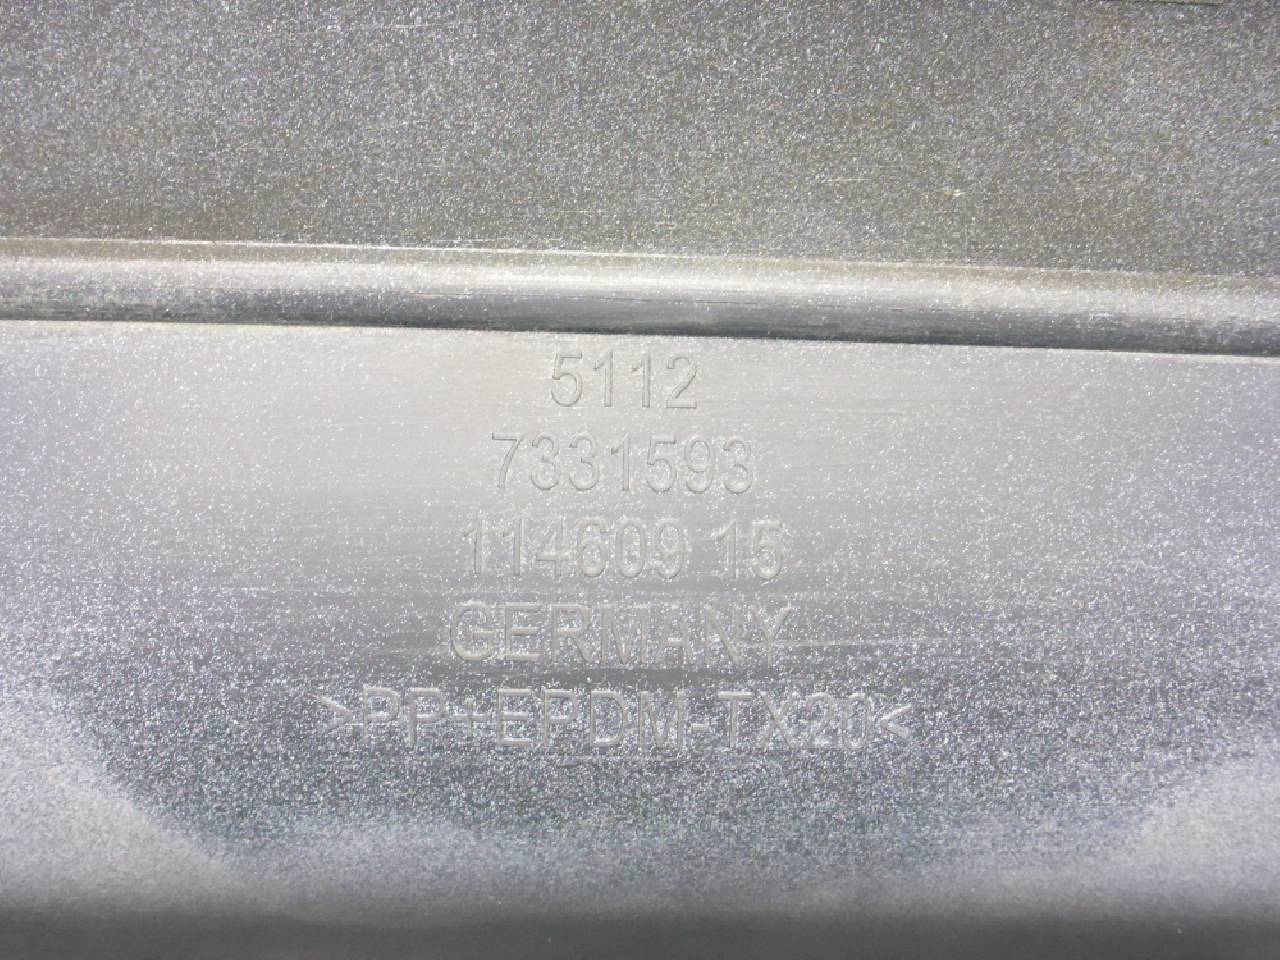 5112
7331593
114609 15
GERMANY
>PP+EPDM-TX20<